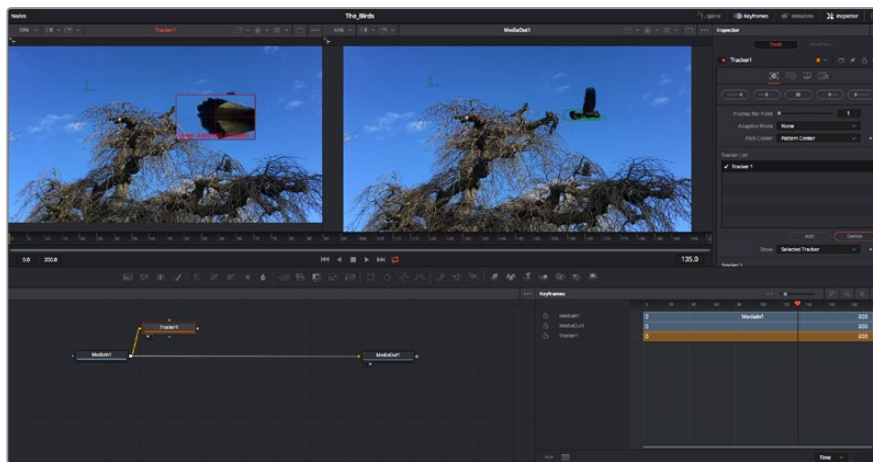 Nodes
The_Birds
Spline
Keyframes
Metadata
Inspector
Tracker1
MediaOut1
Inspector
Tools
Modifiers
Tracker1
Frames Per Point
1
Adaptive Mode
None
Path Center
Pattern Center
Tracker List
Tracker 1
Add
Delete
Show
Selected Tracker
0.0
200.0
135.0
Tracker1
MediaIn1
MediaOut1
Keyframes
MediaIn1
MediaOut1
Tracker1
0
MediaIn1
200
0
200
0
200
Time